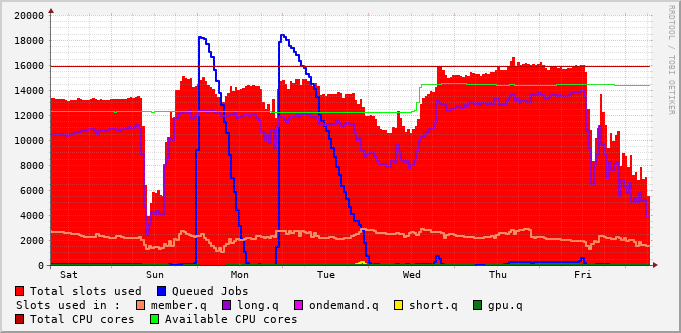 RRDTOOL / TOBI OETIKER
20000
18000
16000
14000
12000
10000
8000
6000
4000
2000
0
Sat Sun Mon Tue Wed Thu Fri
Total slots used Queued Jobs
Slots used in : member.q long.q ondemand.q short.q gpu.q
Total CPU cores Available CPU cores